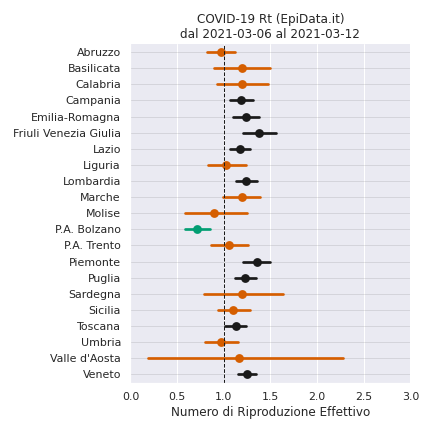 COVID-19 Rt (EpiData.it)
dal 2021-03-06 al 2021-03-12
Abruzzo
Basilicata
Calabria
Campania
Emilia-Romagna
Friuli Venezia Giulia
Lazio
Liguria
Lombardia
Marche
Molise
P.A. Bolzano
P.A. Trento
Piemonte
Puglia
Sardegna
Sicilia
Toscana
Umbria
Valle d'Aosta
Veneto
0.0 0.5 1.0 1.5 2.0 2.5 3.0
Numero di Riproduzione Effettivo